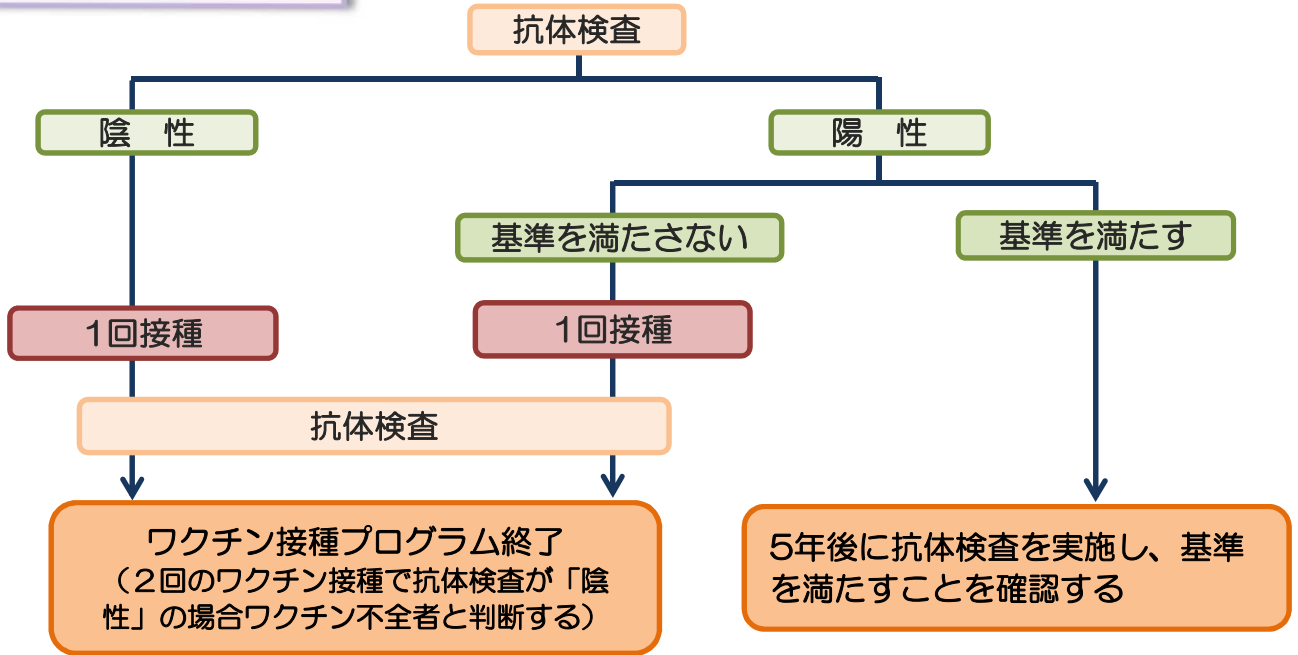 抗体検査
陰　性
陽　性
基準を満たさない
基準を満たす
1回接種
1回接種
抗体検査
ワクチン接種プログラム終了
（２回のワクチン接種で抗体検査が「陰
性」の場合ワクチン不全者と判断する）
5年後に抗体検査を実施し、基準
を満たすことを確認する